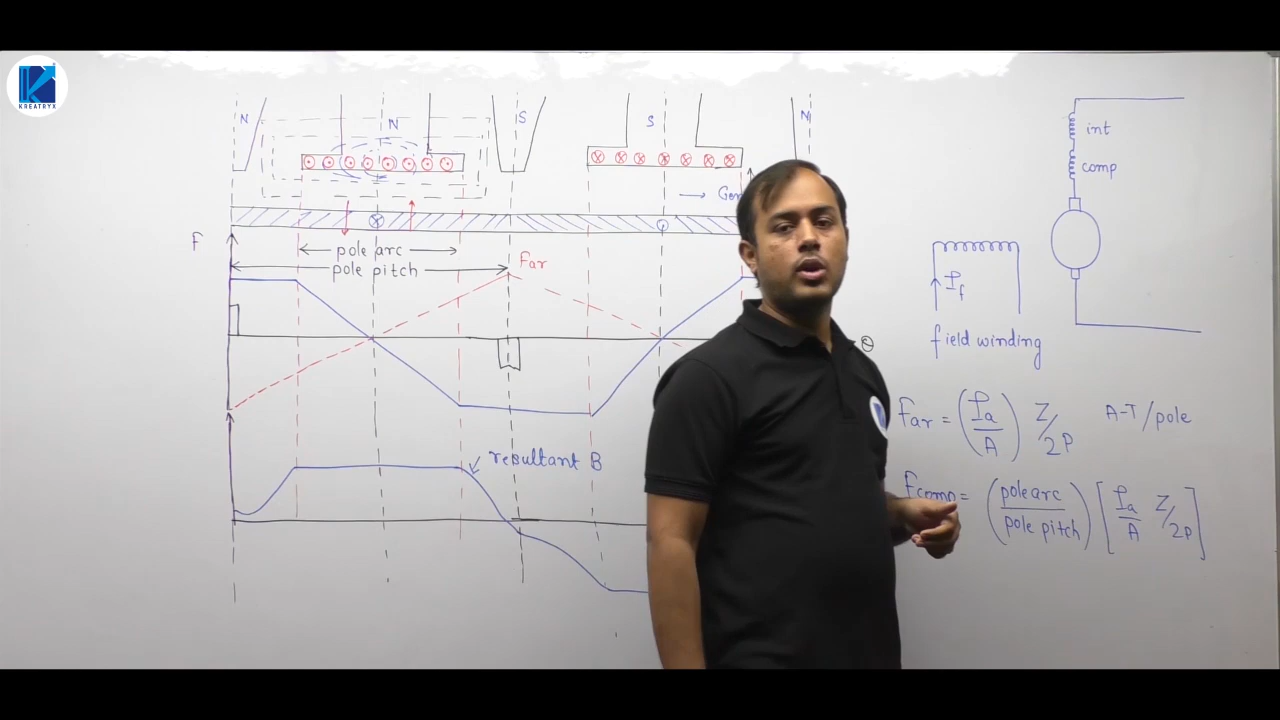 KREATRYX
N
N
S
S
N
→ Gen
F
pole arc
pole pitch
Far
resultant B
int
comp
If
field winding
Far = (Ia/A) Z/2P A-T/pole
Fcomp = (pole arc/pole pitch) [Ia/A Z/2P]